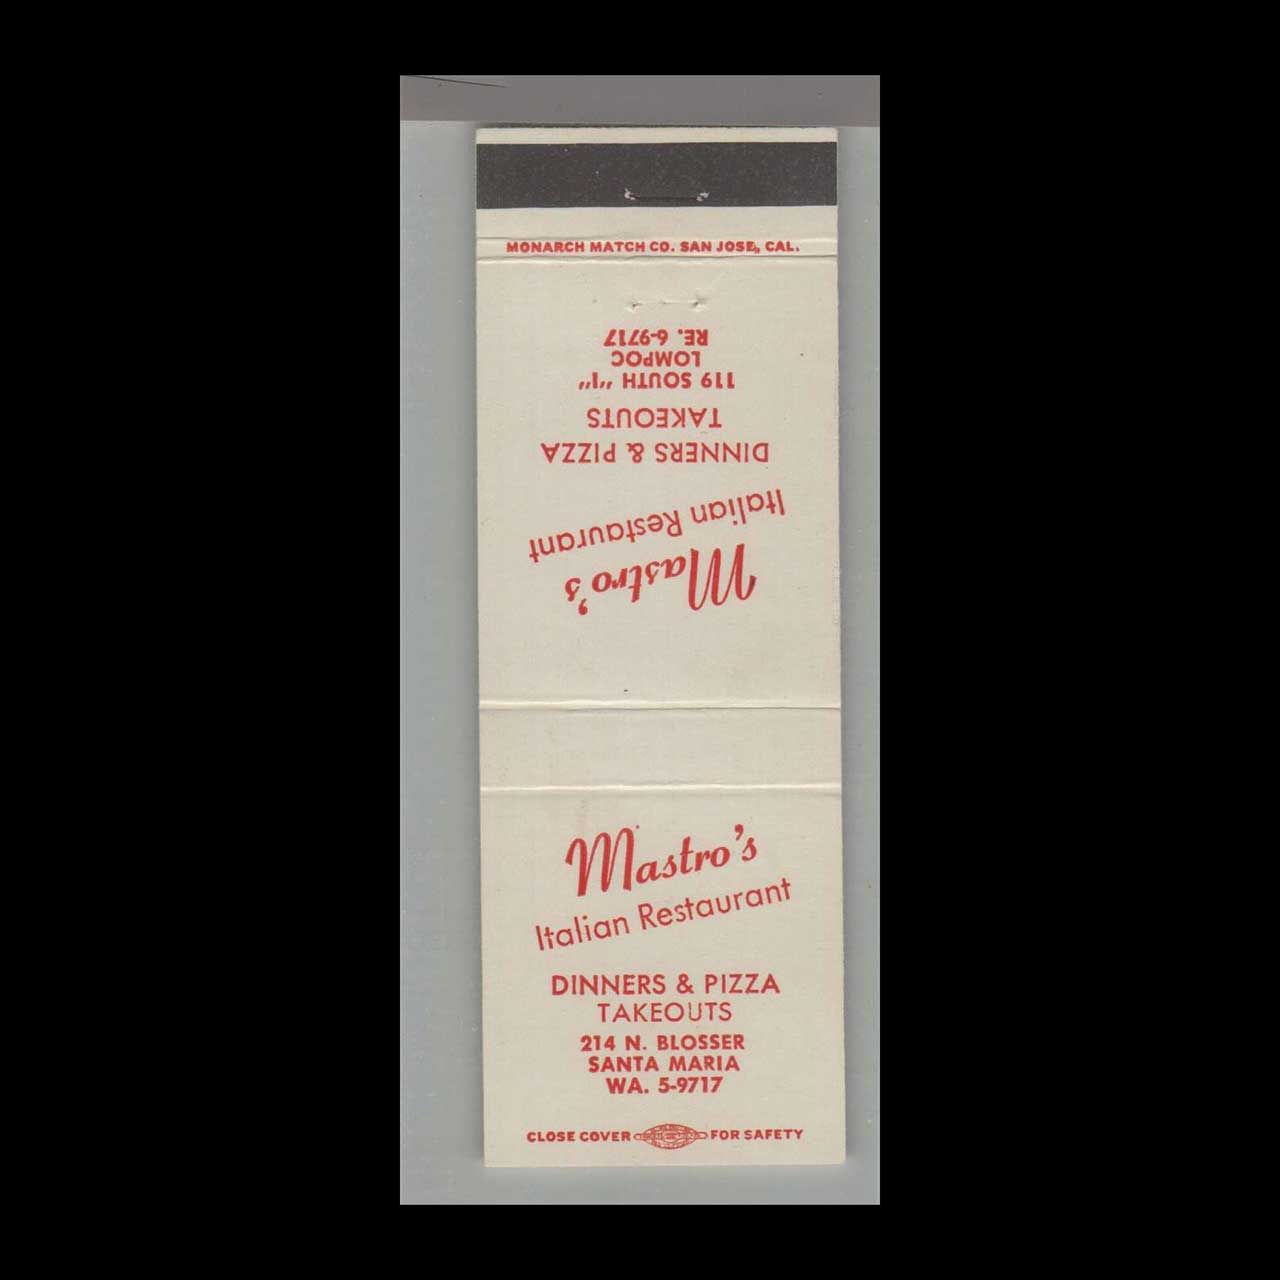 MONARCH MATCH CO. SAN JOSE, CAL.
Mastro's
Italian Restaurant
DINNERS & PIZZA
TAKEOUTS
119 SOUTH "I"
LOMPOC
RE. 6-9717
Mastro's
Italian Restaurant
DINNERS & PIZZA
TAKEOUTS
214 N. BLOSSER
SANTA MARIA
WA. 5-9717
CLOSE COVER FOR SAFETY